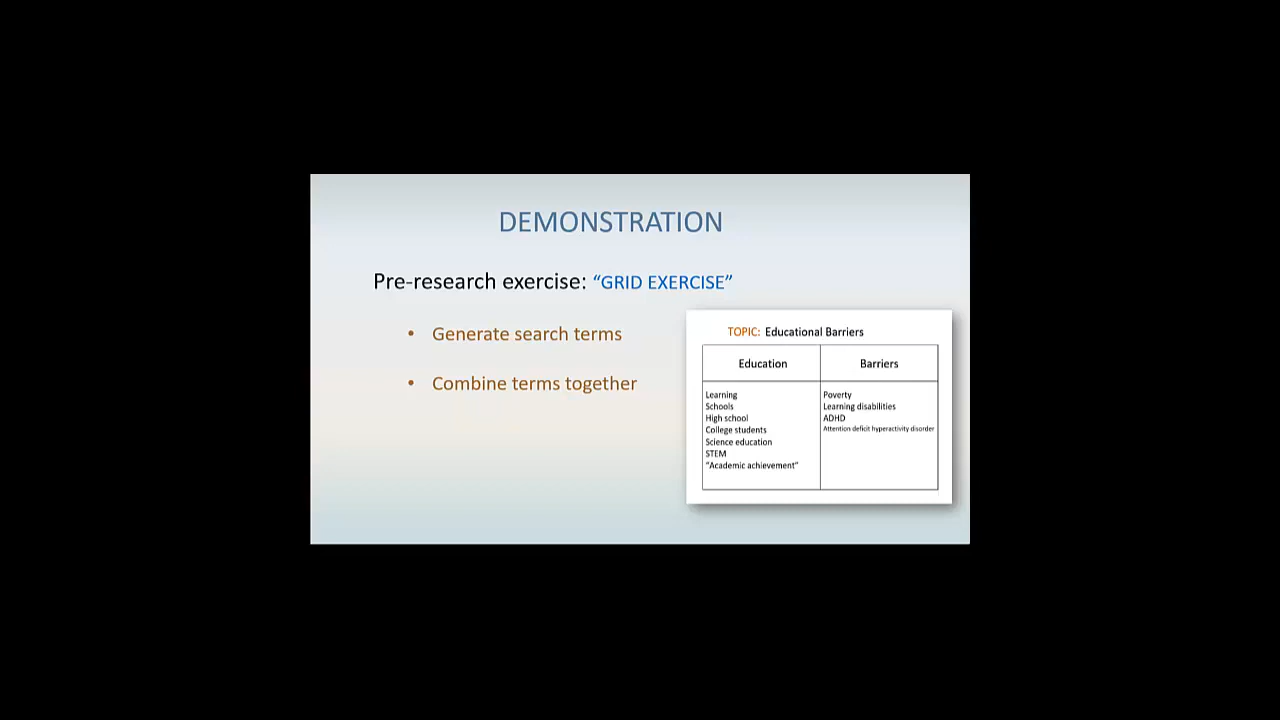 DEMONSTRATION
Pre-research exercise: “GRID EXERCISE”
• Generate search terms
• Combine terms together
TOPIC: Educational Barriers
Education
Barriers
Learning
Schools
High school
College students
Science education
STEM
“Academic achievement”
Poverty
Learning disabilities
ADHD
Attention deficit hyperactivity disorder